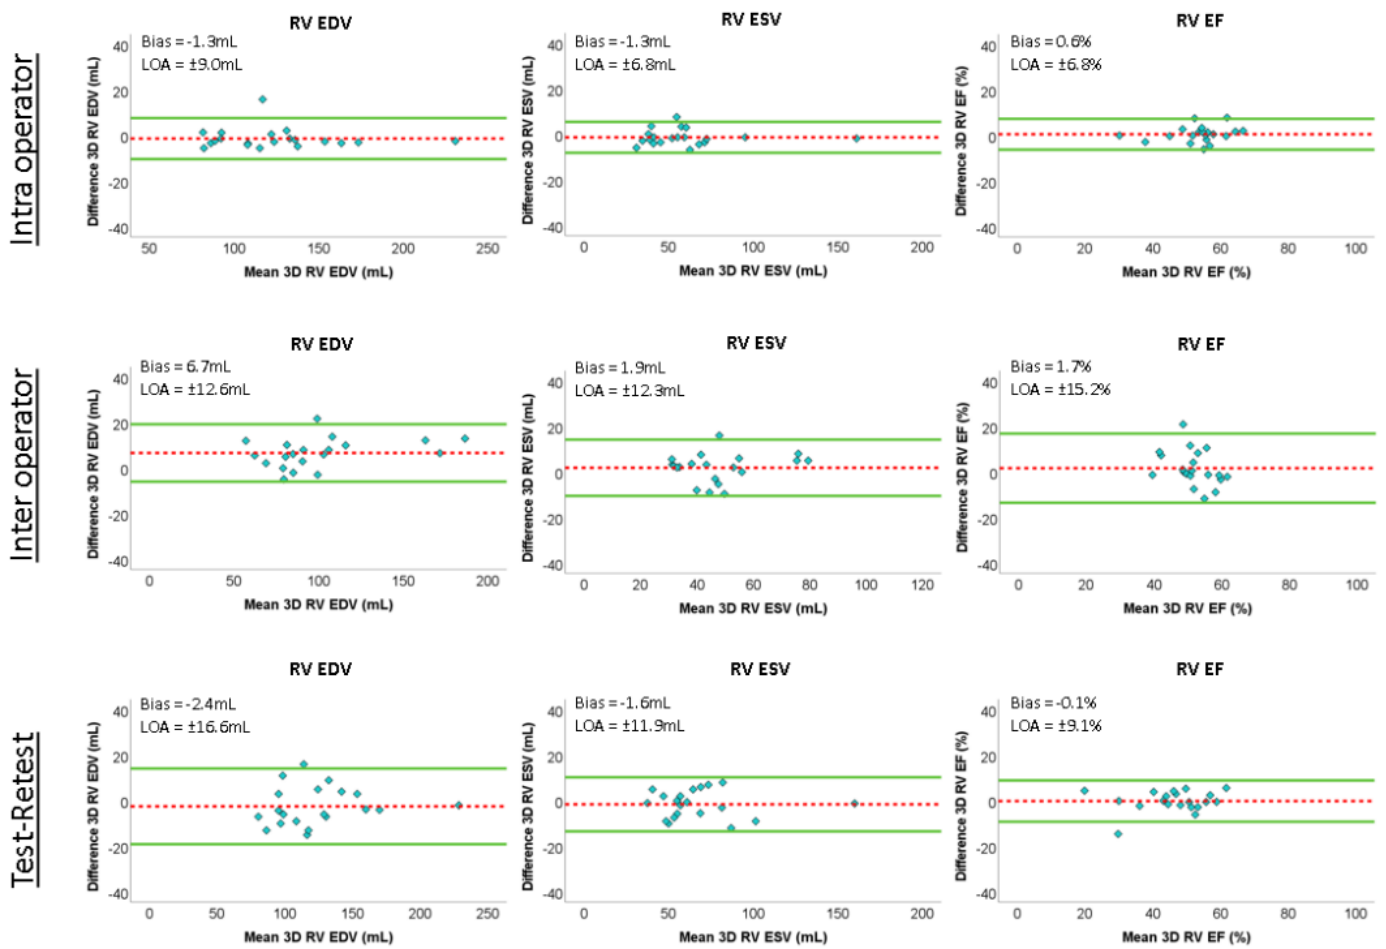 Intra operator
RV EDV
Bias = -1.3mL
LOA = ±9.0mL
Difference 3D RV EDV (mL)
40
20
0
-20
-40
50
100
150
200
250
Mean 3D RV EDV (mL)
RV ESV
Bias = -1.3mL
LOA = ±6.8mL
Difference 3D RV ESV (mL)
40
20
0
-20
-40
0
50
100
150
200
Mean 3D RV ESV (mL)
RV EF
Bias = 0.6%
LOA = ±6.8%
Difference 3D RV EF (%)
40
20
0
-20
-40
0
20
40
60
80
100
Mean 3D RV EF (%)
Inter operator
RV EDV
Bias = 6.7mL
LOA = ±12.6mL
Difference 3D RV EDV (mL)
40
20
0
-20
-40
0
50
100
150
200
Mean 3D RV EDV (mL)
RV ESV
Bias = 1.9mL
LOA = ±12.3mL
Difference 3D RV ESV (mL)
40
20
0
-20
-40
20
40
60
80
100
120
Mean 3D RV ESV (mL)
RV EF
Bias = 1.7%
LOA = ±15.2%
Difference 3D RV EF (%)
40
20
0
-20
-40
0
20
40
60
80
100
Mean 3D RV EF (%)
Test-Retest
RV EDV
Bias = -2.4mL
LOA = ±16.6mL
Difference 3D RV EDV (mL)
40
20
0
-20
-40
0
50
100
150
200
250
Mean 3D RV EDV (mL)
RV ESV
Bias = -1.6mL
LOA = ±11.9mL
Difference 3D RV ESV (mL)
40
20
0
-20
-40
0
50
100
150
200
Mean 3D RV ESV (mL)
RV EF
Bias = -0.1%
LOA = ±9.1%
Difference 3D RV EF (%)
40
20
0
-20
-40
0
20
40
60
80
100
Mean 3D RV EF (%)